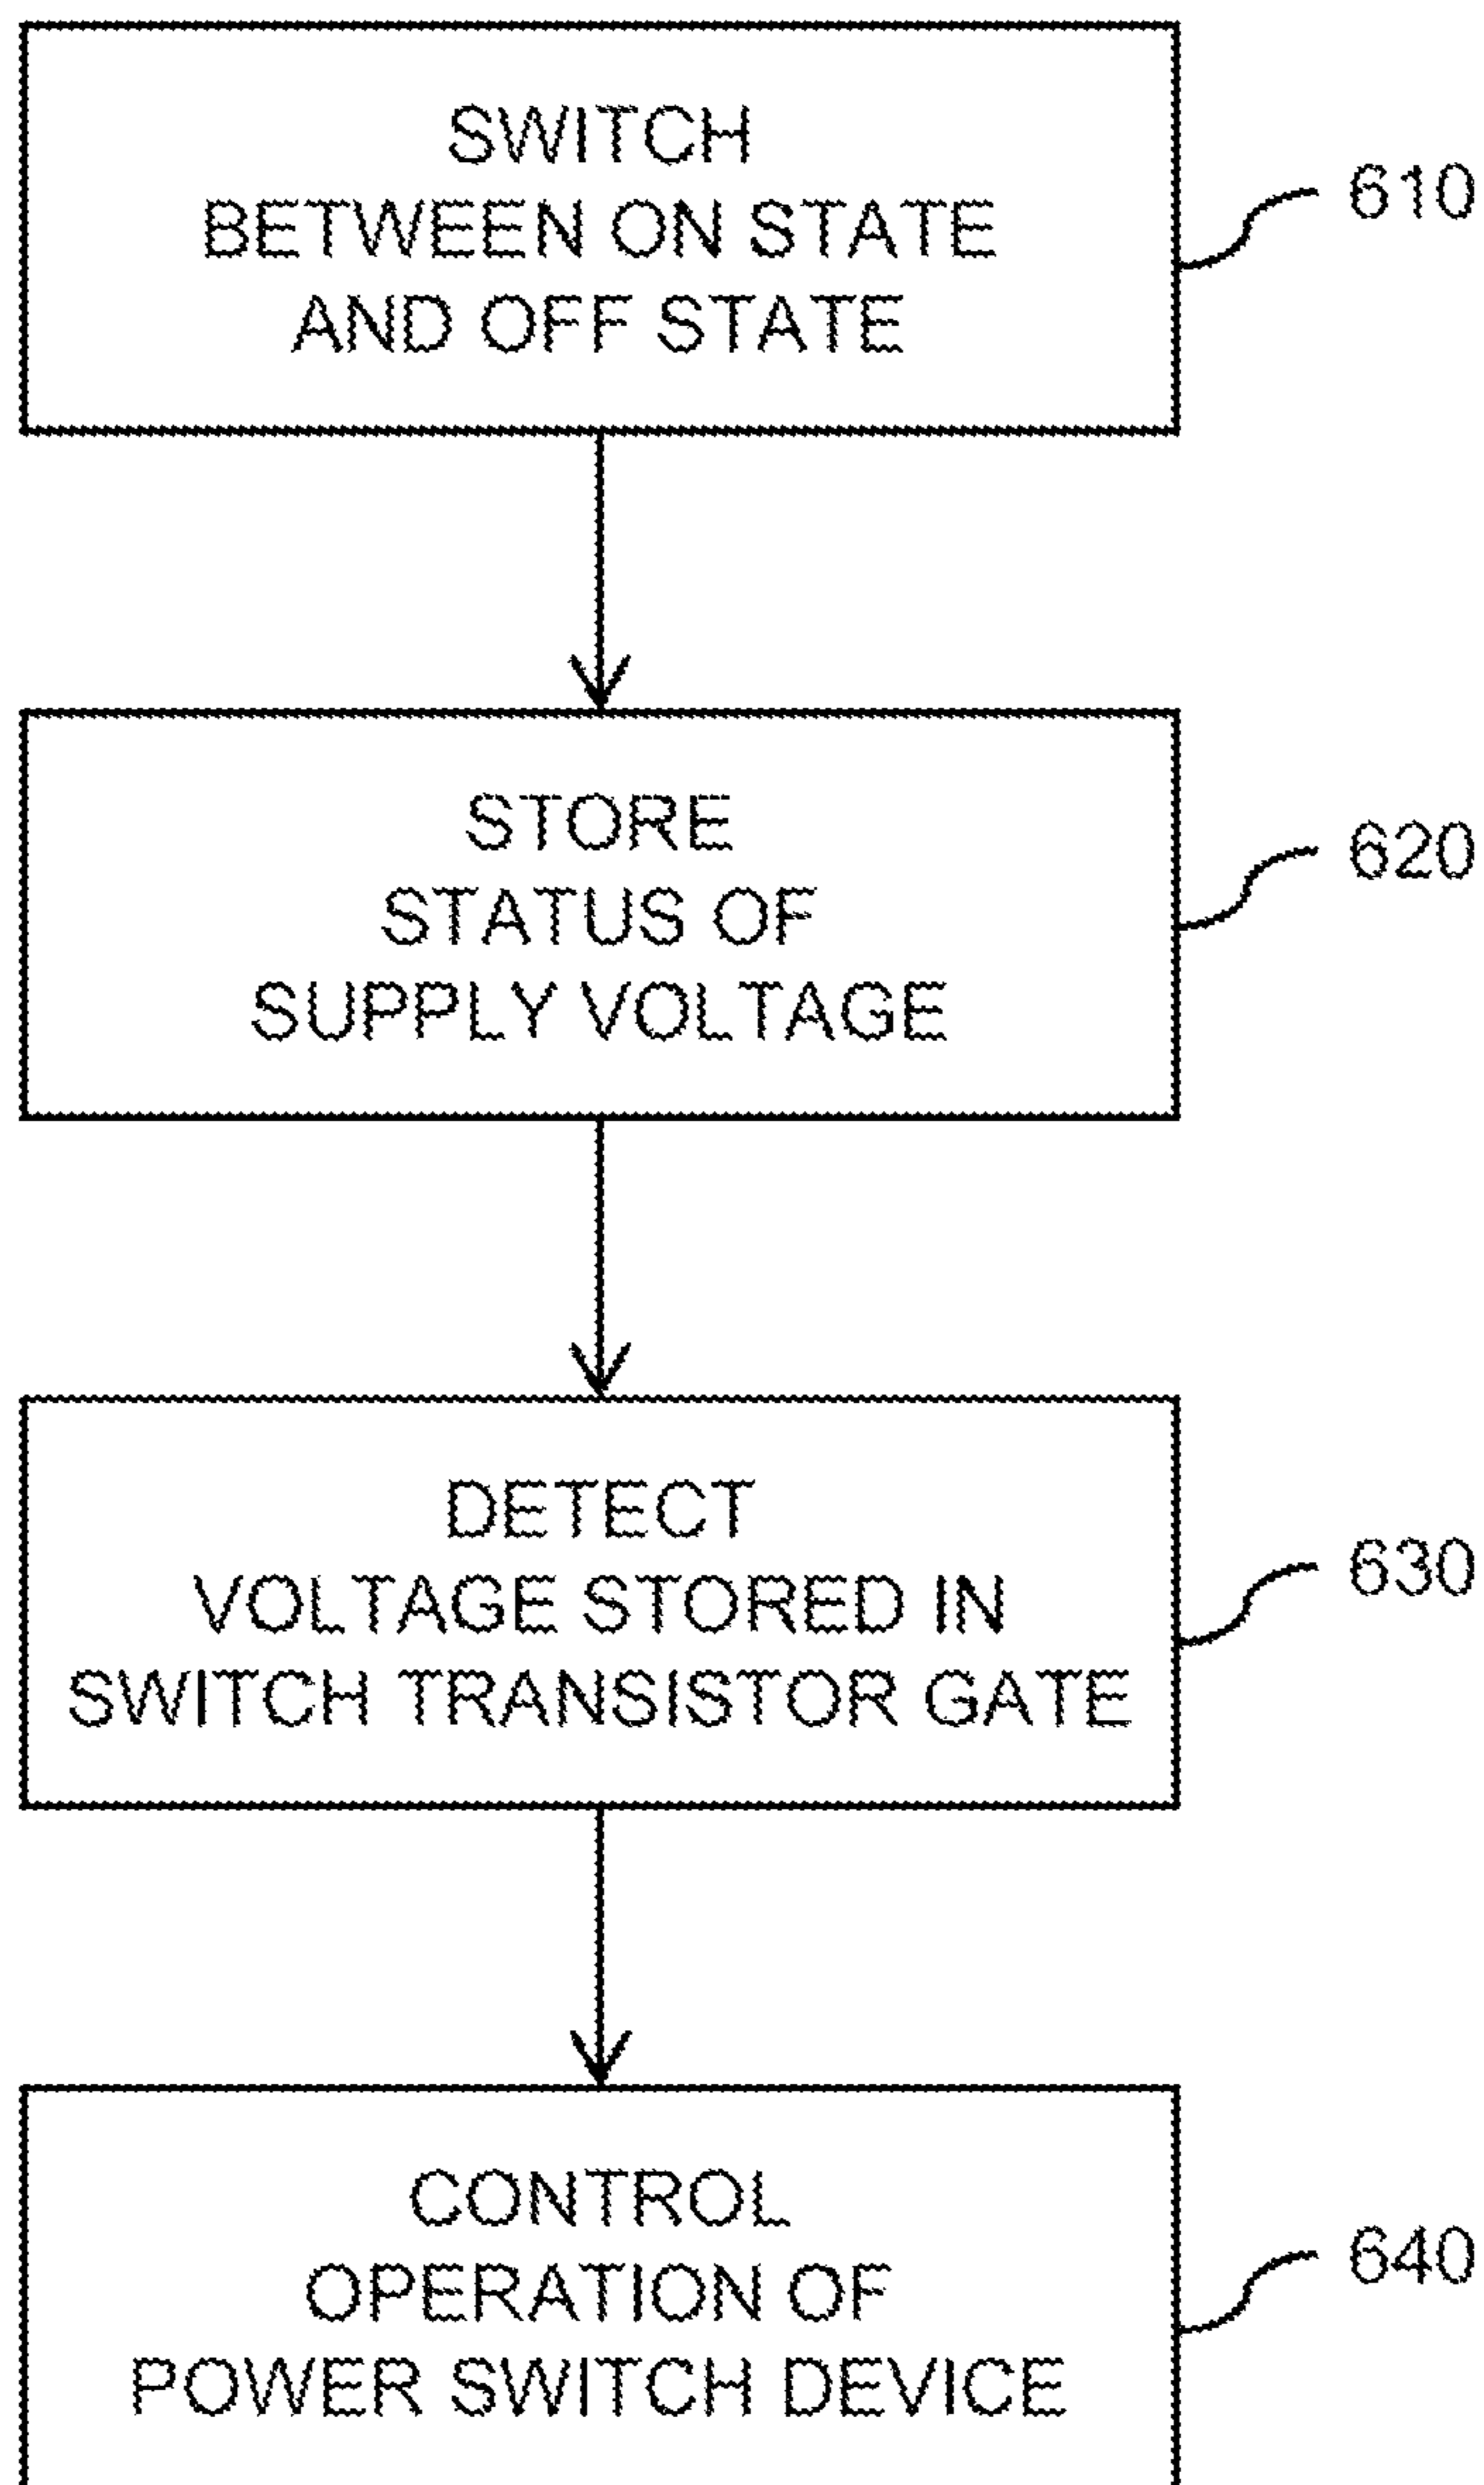 SWITCH
BETWEEN ON STATE
AND OFF STATE
610
STORE
STATUS OF
SUPPLY VOLTAGE
620
DETECT
VOLTAGE STORED IN
SWITCH TRANSISTOR GATE
630
CONTROL
OPERATION OF
POWER SWITCH DEVICE
640